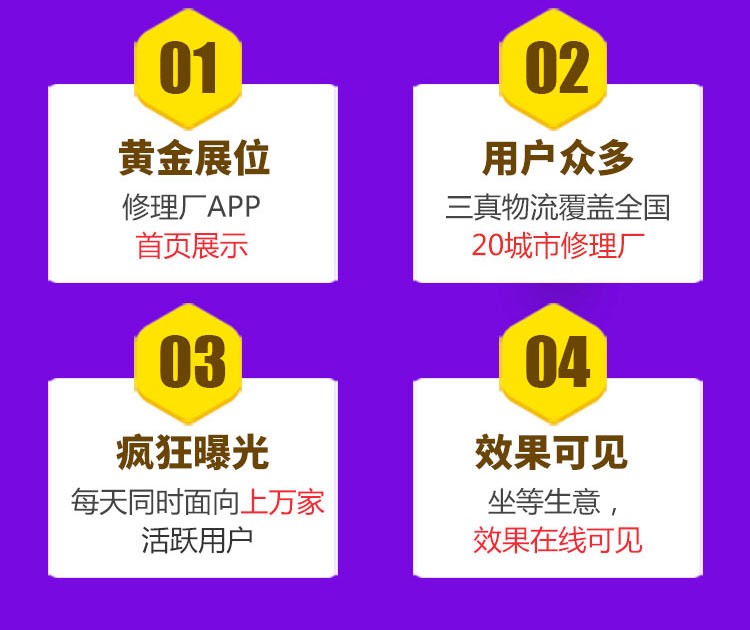 01
黄金展位
修理厂APP
首页展示
02
用户众多
三真物流覆盖全国
20城市修理厂
03
疯狂曝光
每天同时面向上万家
活跃用户
04
效果可见
坐等生意，
效果在线可见